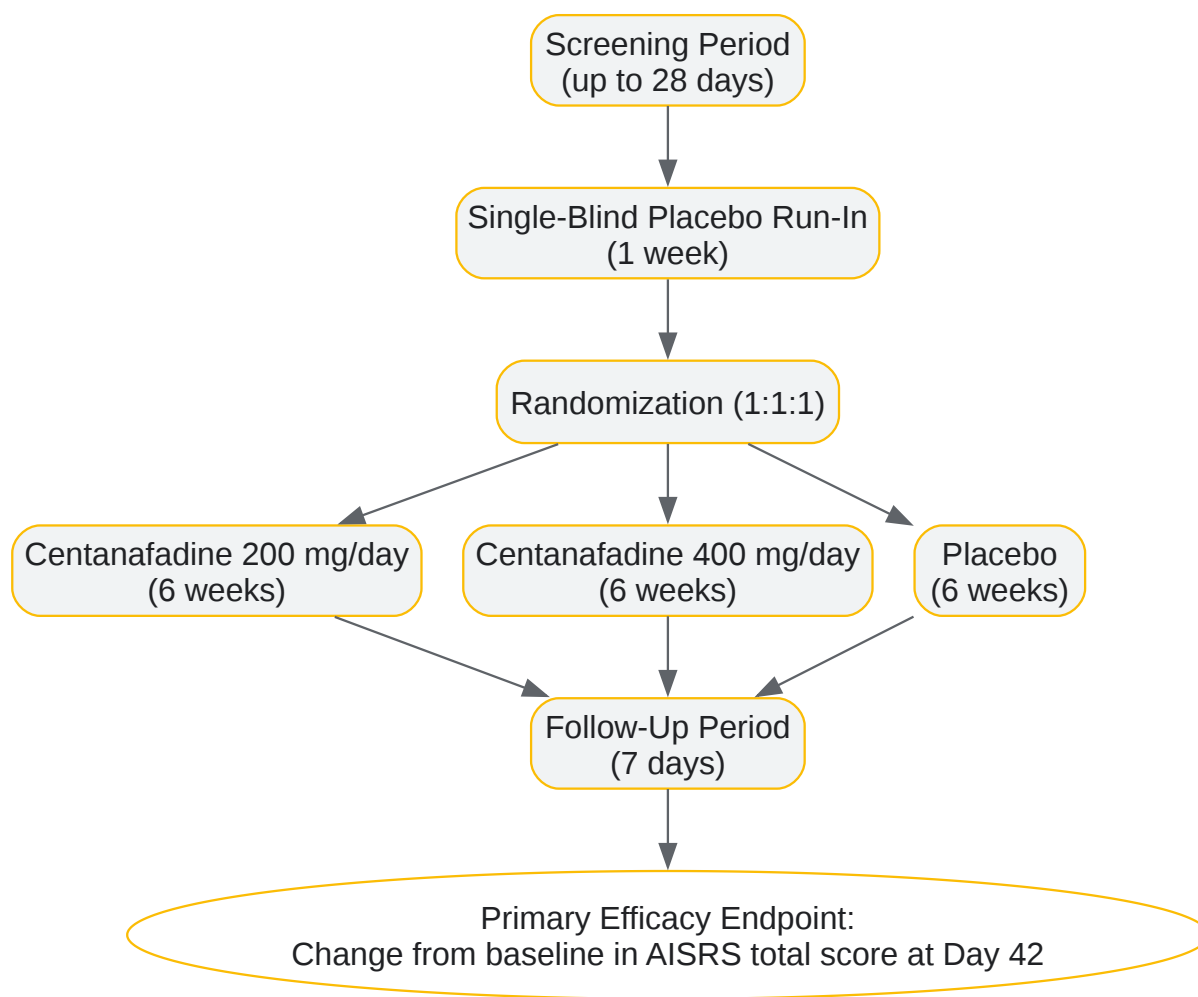 Screening Period
(up to 28 days)
Single-Blind Placebo Run-In
(1 week)
Randomization (1:1:1)
Centanafadine 200 mg/day
(6 weeks)
Centanafadine 400 mg/day
(6 weeks)
Placebo
(6 weeks)
Follow-Up Period
(7 days)
Primary Efficacy Endpoint:
Change from baseline in AISRS total score at Day 42